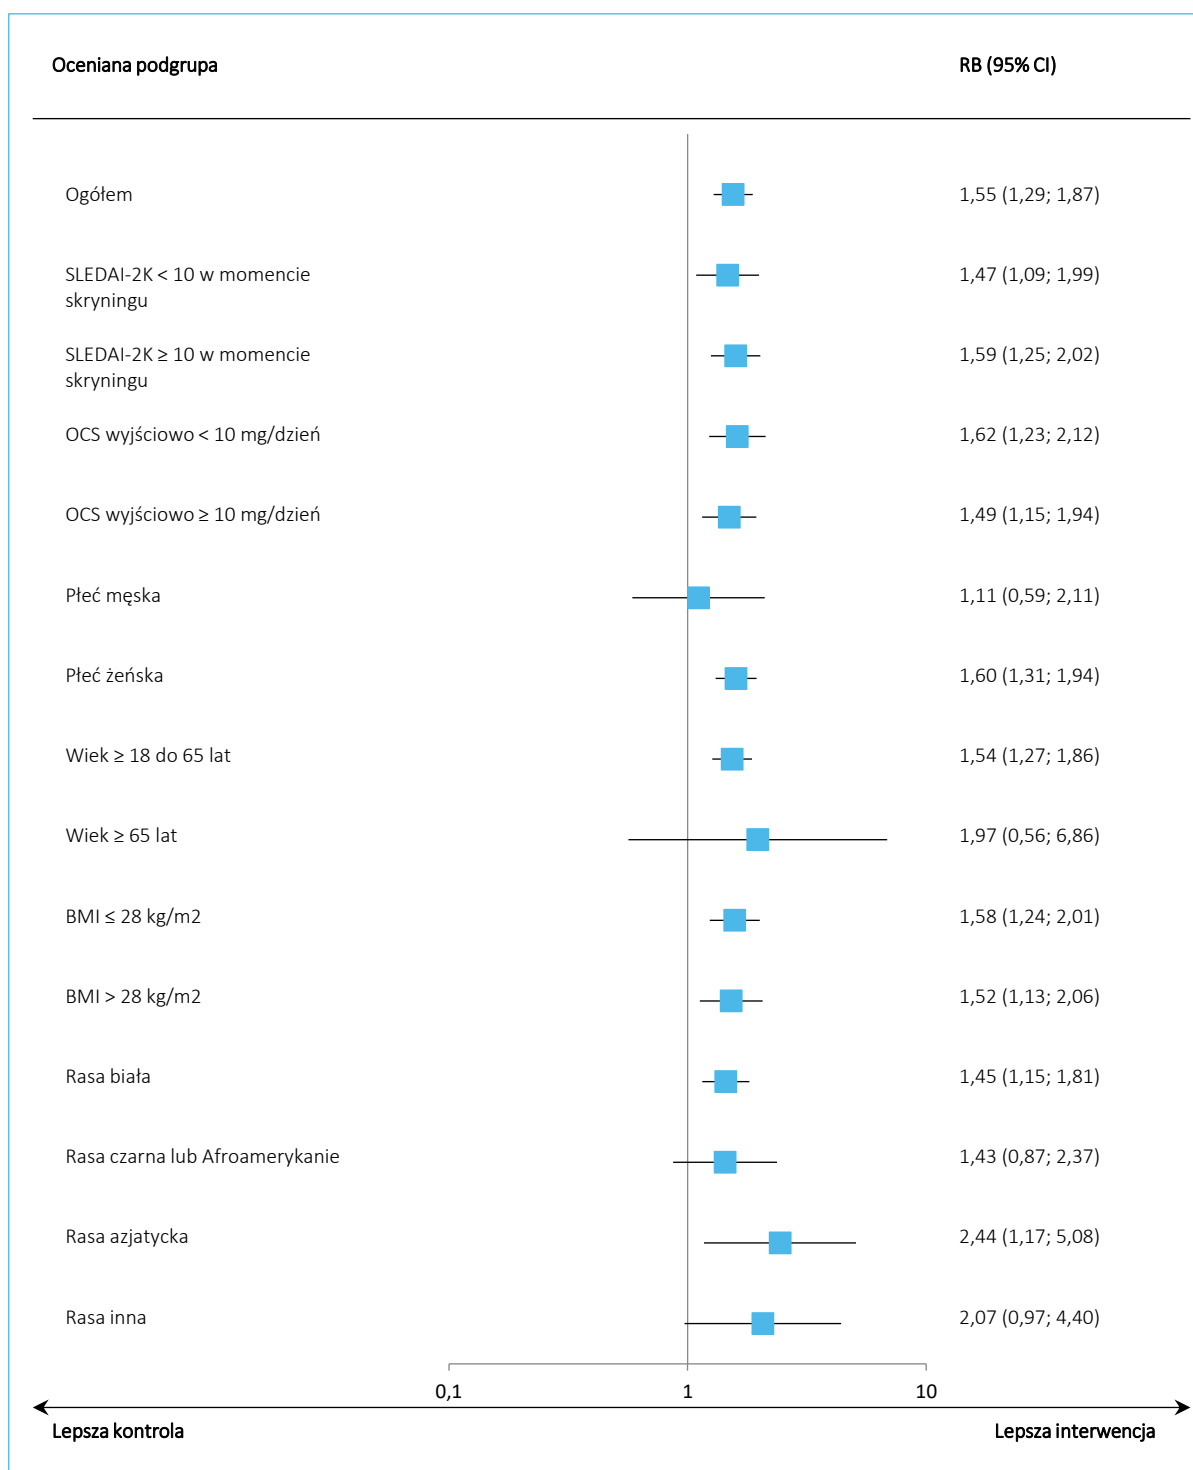 Oceniana podgrupa RB (95% CI)
Ogółem 1,55 (1,29; 1,87)
SLEDAI-2K < 10 w momencie 1,47 (1,09; 1,99)
skryningu
SLEDAI-2K ≥ 10 w momencie 1,59 (1,25; 2,02)
skryningu
OCS wyjściowo < 10 mg/dzień 1,62 (1,23; 2,12)
OCS wyjściowo ≥ 10 mg/dzień 1,49 (1,15; 1,94)
Płeć męska 1,11 (0,59; 2,11)
Płeć żeńska 1,60 (1,31; 1,94)
Wiek ≥ 18 do 65 lat 1,54 (1,27; 1,86)
Wiek ≥ 65 lat 1,97 (0,56; 6,86)
BMI ≤ 28 kg/m2 1,58 (1,24; 2,01)
BMI > 28 kg/m2 1,52 (1,13; 2,06)
Rasa biała 1,45 (1,15; 1,81)
Rasa czarna lub Afroamerykanie 1,43 (0,87; 2,37)
Rasa azjatycka 2,44 (1,17; 5,08)
Rasa inna 2,07 (0,97; 4,40)
0,1 1 10
Lepsza kontrola Lepsza interwencja